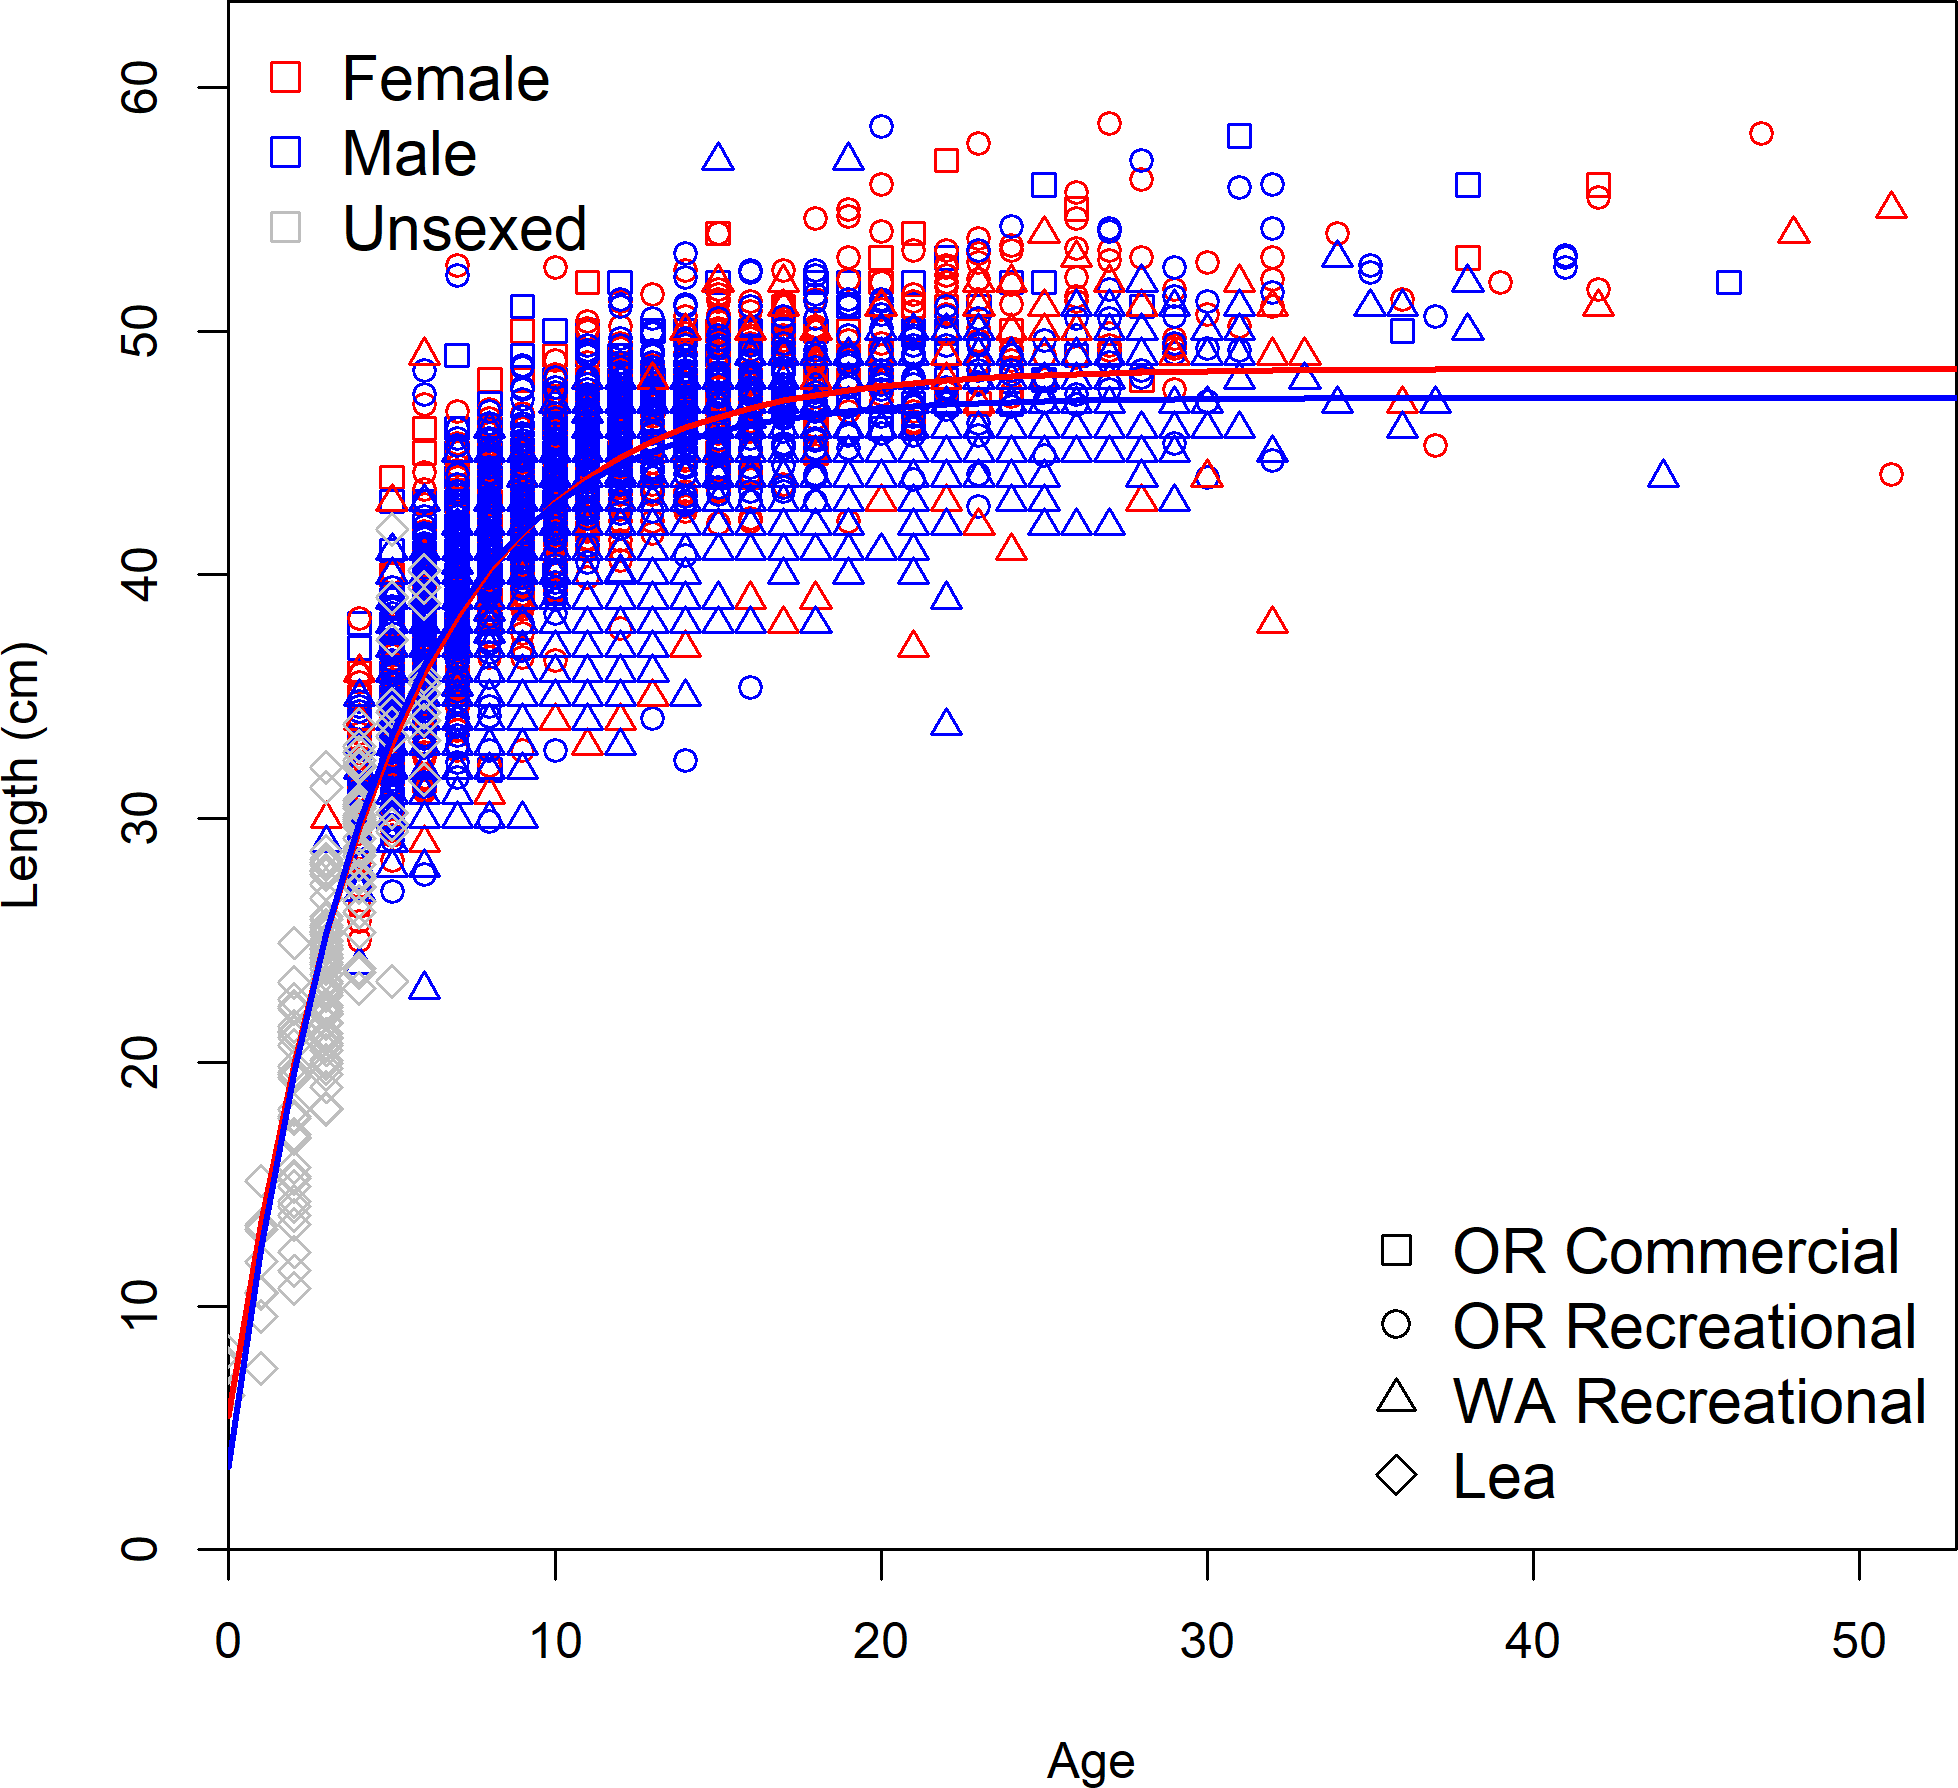 Female
Male
Unsexed
60
50
40
30
20
10
0
Length (cm)
OR Commercial
OR Recreational
WA Recreational
Lea
0 10 20 30 40 50
Age